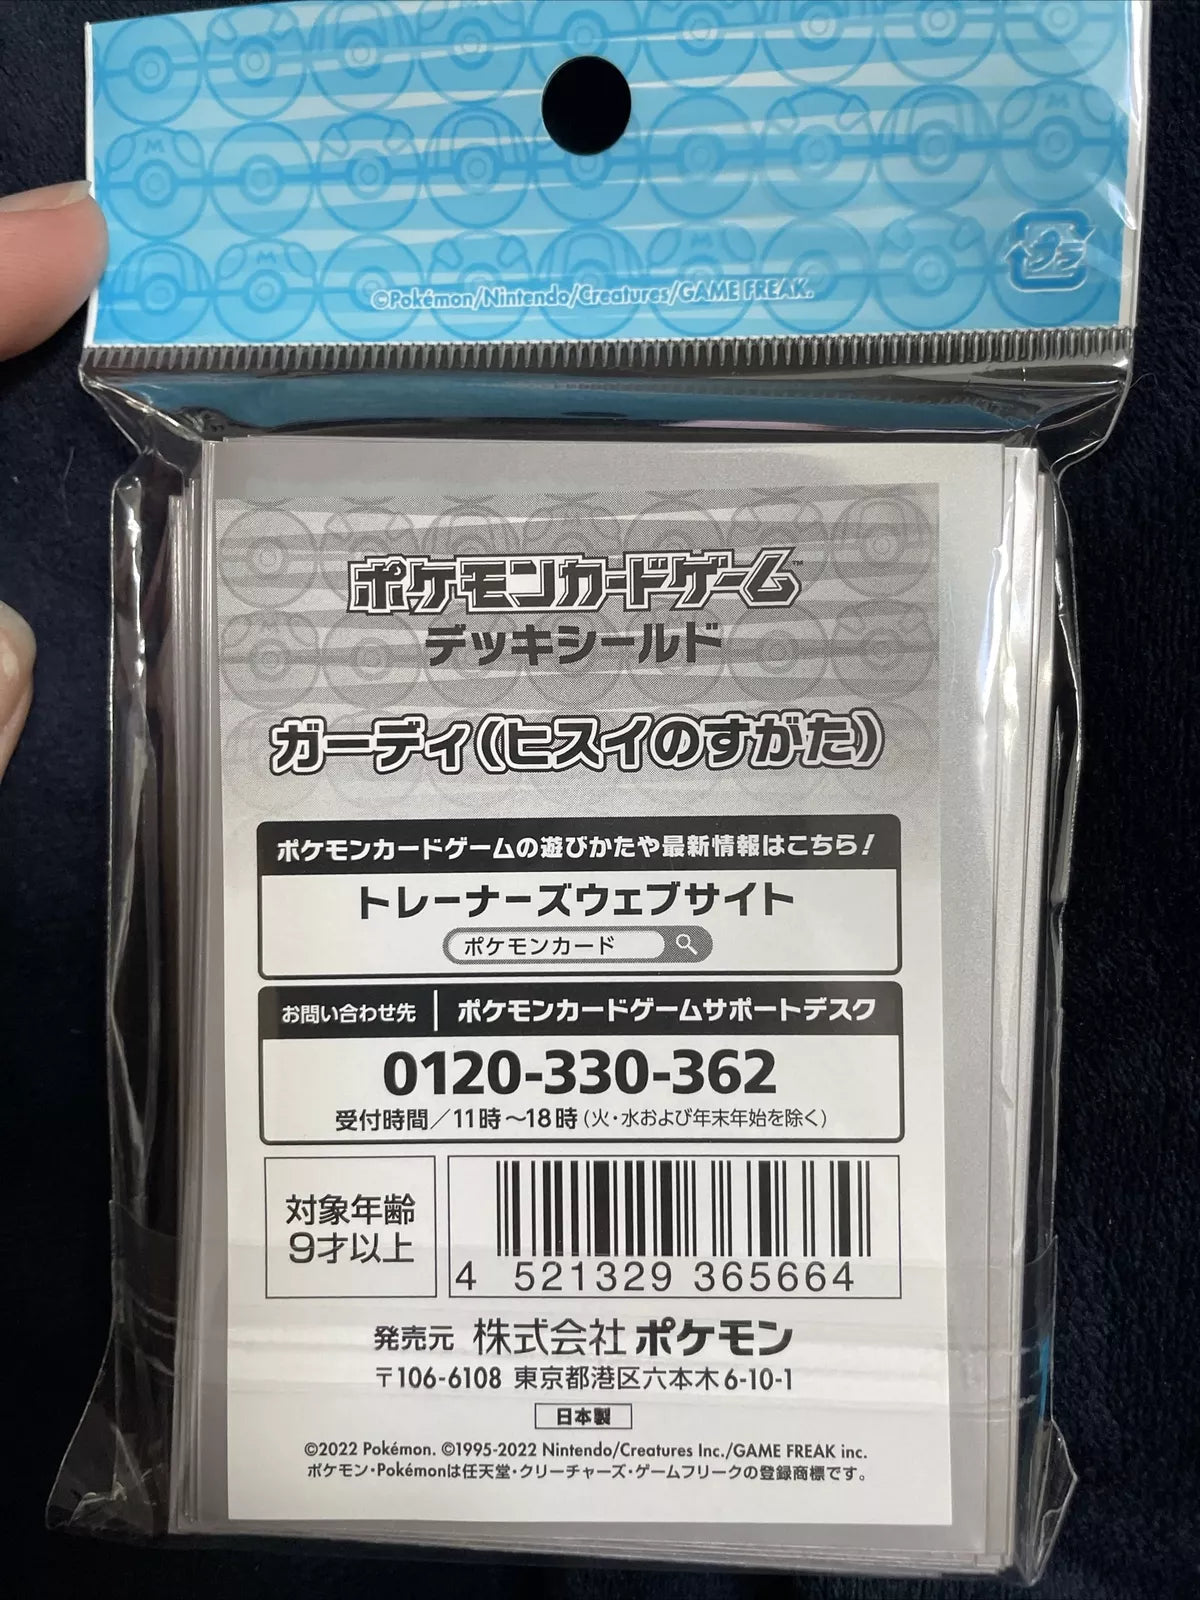 プラ
©Pokémon/Nintendo/Creatures/GAME FREAK.
ポケモンカードゲーム™
デッキシールド
ガーディ(ヒスイのすがた)
ポケモンカードゲームの遊びかたや最新情報はこちら!
トレーナーズウェブサイト
ポケモンカード
お問い合わせ先 | ポケモンカードゲームサポートデスク
0120-330-362
受付時間/11時~18時(火・水および年末年始を除く)
対象年齢
9才以上
4 521329 365664
発売元 株式会社ポケモン
〒106-6108 東京都港区六本木6-10-1
日本製
©2022 Pokémon. ©1995-2022 Nintendo/Creatures Inc./GAME FREAK inc.
ポケモン・Pokémonは任天堂・クリーチャーズ・ゲームフリークの登録商標です。